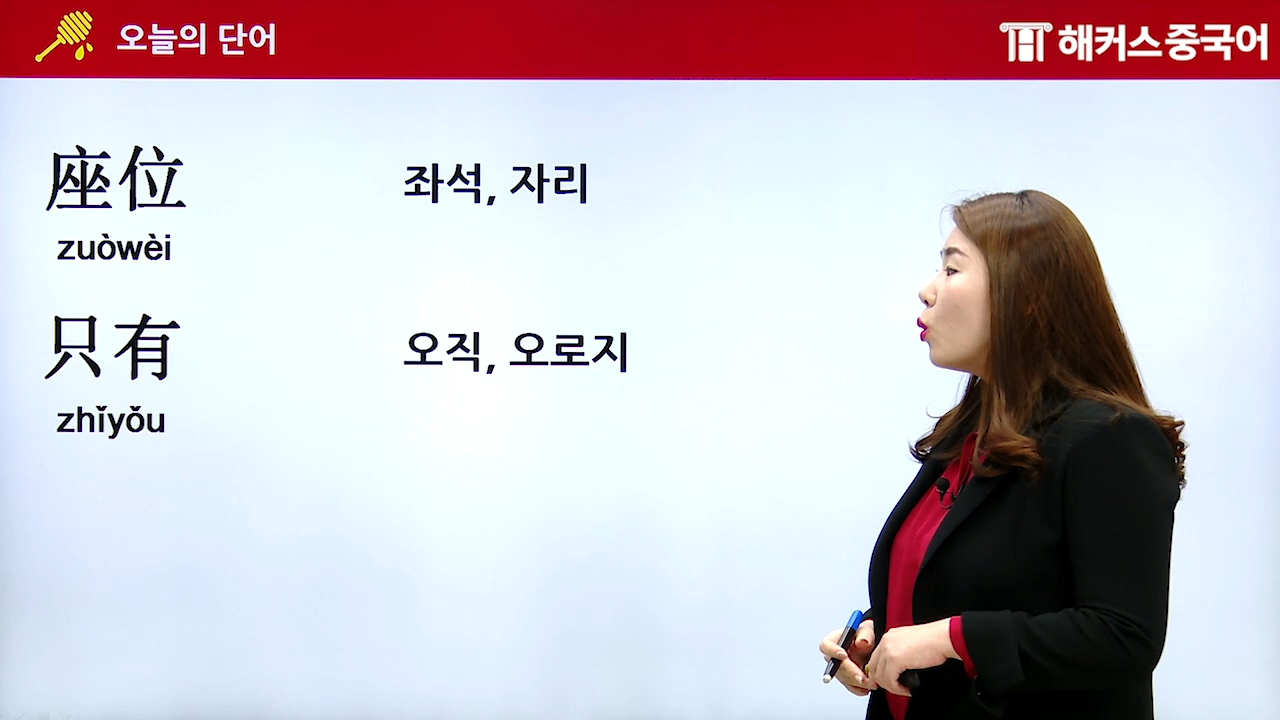 오늘의 단어
해커스중국어
座位
좌석, 자리
zuòwèi
只有
오직, 오로지
zhǐyǒu